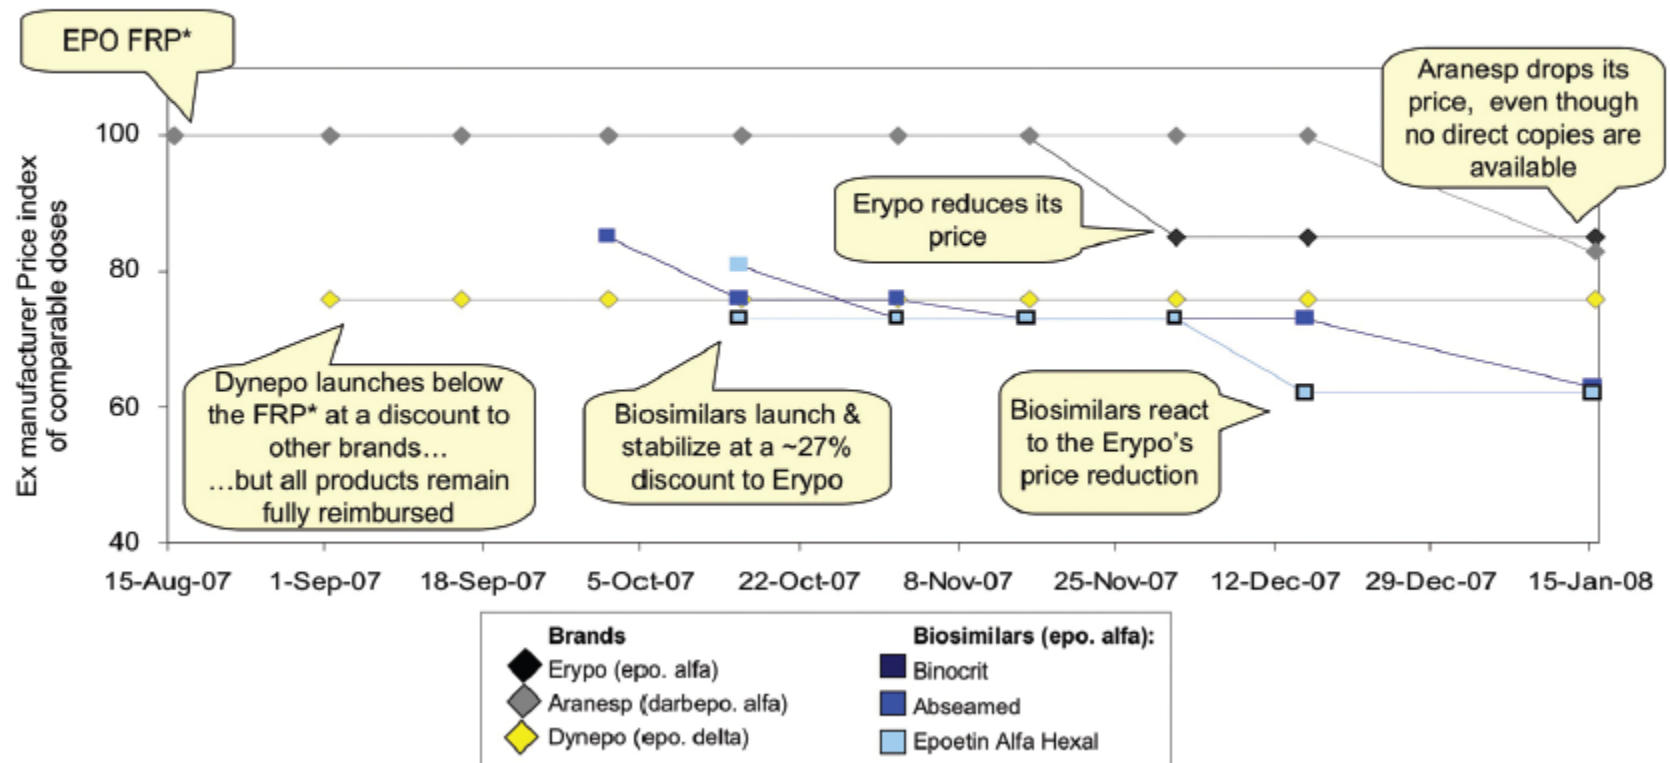 EPO FRP*
Aranesp drops its
price, even though
no direct copies are
available
Erypo reduces its
price
Dynepo launches below
the FRP* at a discount to
other brands…
…but all products remain
fully reimbursed
Biosimilars launch &
stabilize at a ~27%
discount to Erypo
Biosimilars react
to the Erypo's
price reduction
Ex manufacturer Price index
of comparable doses
100
80
60
40
15-Aug-07 1-Sep-07 18-Sep-07 5-Oct-07 22-Oct-07 8-Nov-07 25-Nov-07 12-Dec-07 29-Dec-07 15-Jan-08
Brands
Erypo (epo. alfa)
Aranesp (darbepo. alfa)
Dynepo (epo. delta)
Biosimilars (epo. alfa):
Binocrit
Abseamed
Epoetin Alfa Hexal